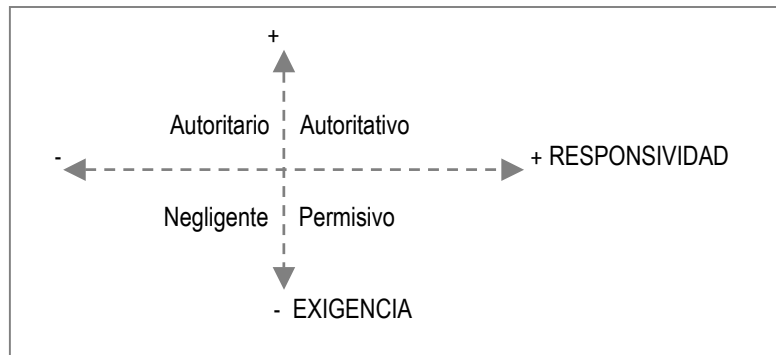 +
Autoritario Autoritativo
- + RESPONSIVIDAD
Negligente Permisivo
- EXIGENCIA